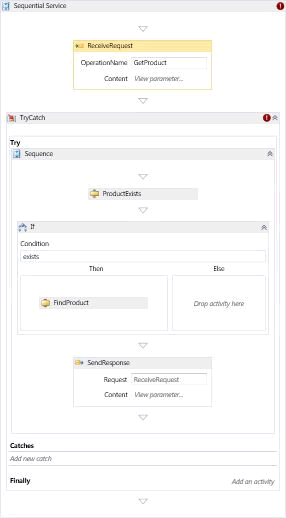 Sequential Service
ReceiveRequest
OperationName GetProduct
Content View parameter...
TryCatch
Try
Sequence
ProductExists
If
Condition
exists
Then Else
FindProduct Drop activity here
SendResponse
Request ReceiveRequest
Content View parameter...
Catches
Add new catch
Finally Add an activity